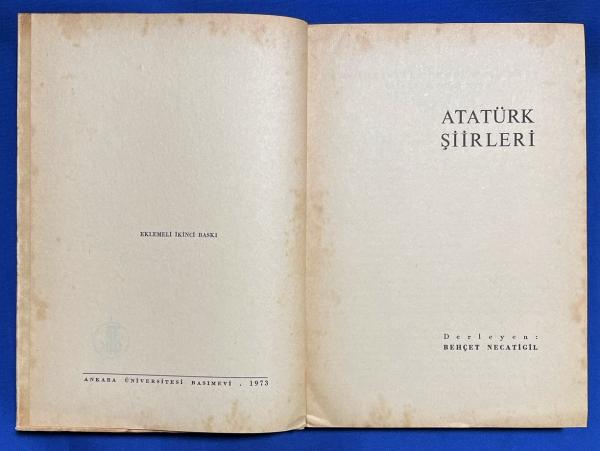 EKLEMELİ İKİNCİ BASKI
ANKARA ÜNİVERSİTESİ BASIMEVİ . 1973
ATATÜRK
ŞİİRLERİ
Derleyen:
BEHÇET NECATİGİL